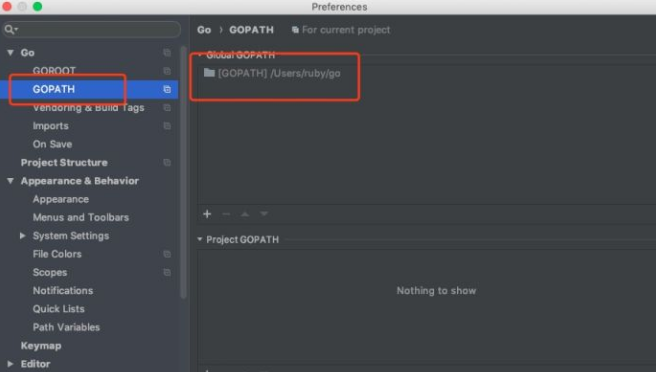 Preferences
Go › GOPATH For current project
Go
GOROOT
GOPATH
Vendoring & Build Tags
Imports
On Save
Project Structure
Appearance & Behavior
Appearance
Menus and Toolbars
System Settings
File Colors
Scopes
Notifications
Quick Lists
Path Variables
Keymap
Editor
Global GOPATH
[GOPATH] /Users/ruby/go
Project GOPATH
Nothing to show